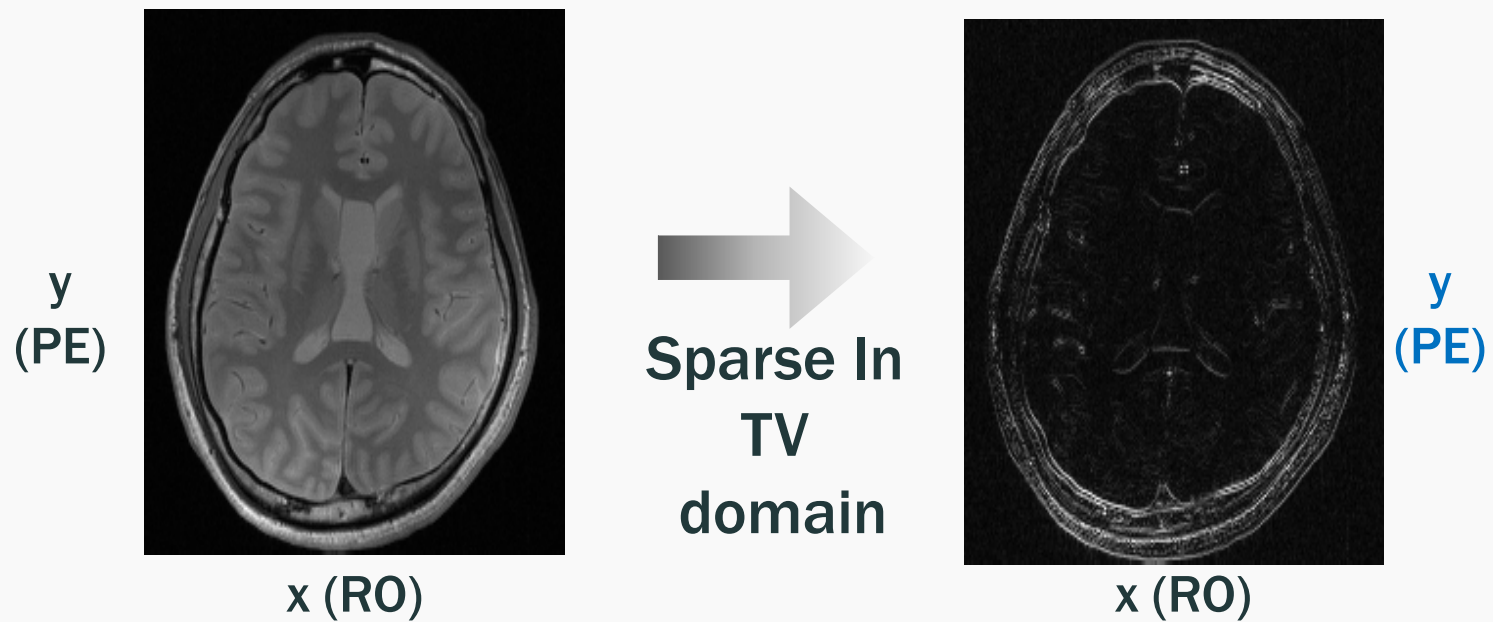 y
(PE)
x (RO)
Sparse In
TV
domain
y
(PE)
x (RO)